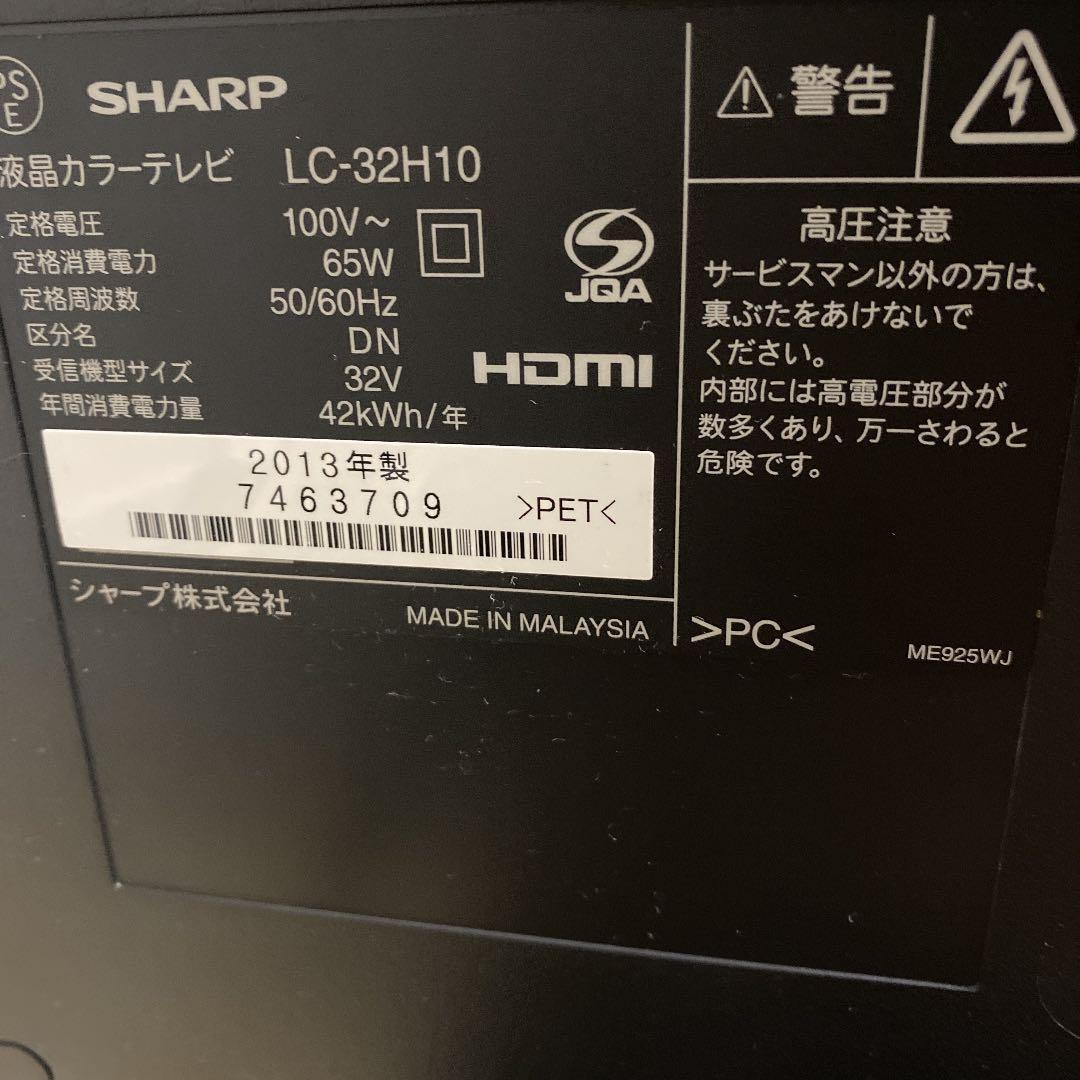 PS
E
SHARP
液晶カラーテレビ LC-32H10
定格電圧 100V～
定格消費電力 65W
定格周波数 50/60Hz
区分名 DN
受信機型サイズ 32V
年間消費電力量 42kWh/年
JQA
HDMI
2013年製
7463709 >PET<
シャープ株式会社
MADE IN MALAYSIA
警告
高圧注意
サービスマン以外の方は、
裏ぶたをあけないで
ください。
内部には高電圧部分が
数多くあり、万一さわると
危険です。
>PC<
ME925WJ